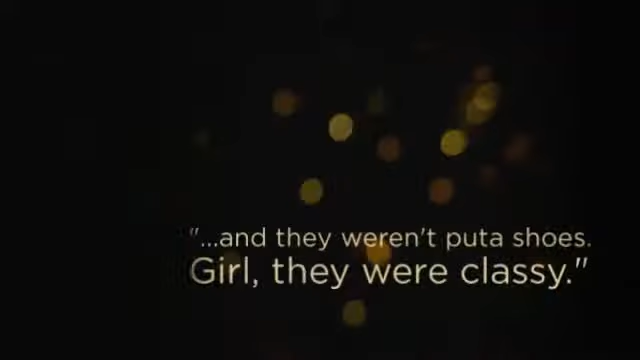 "...and they weren't puta shoes.
Girl, they were classy."